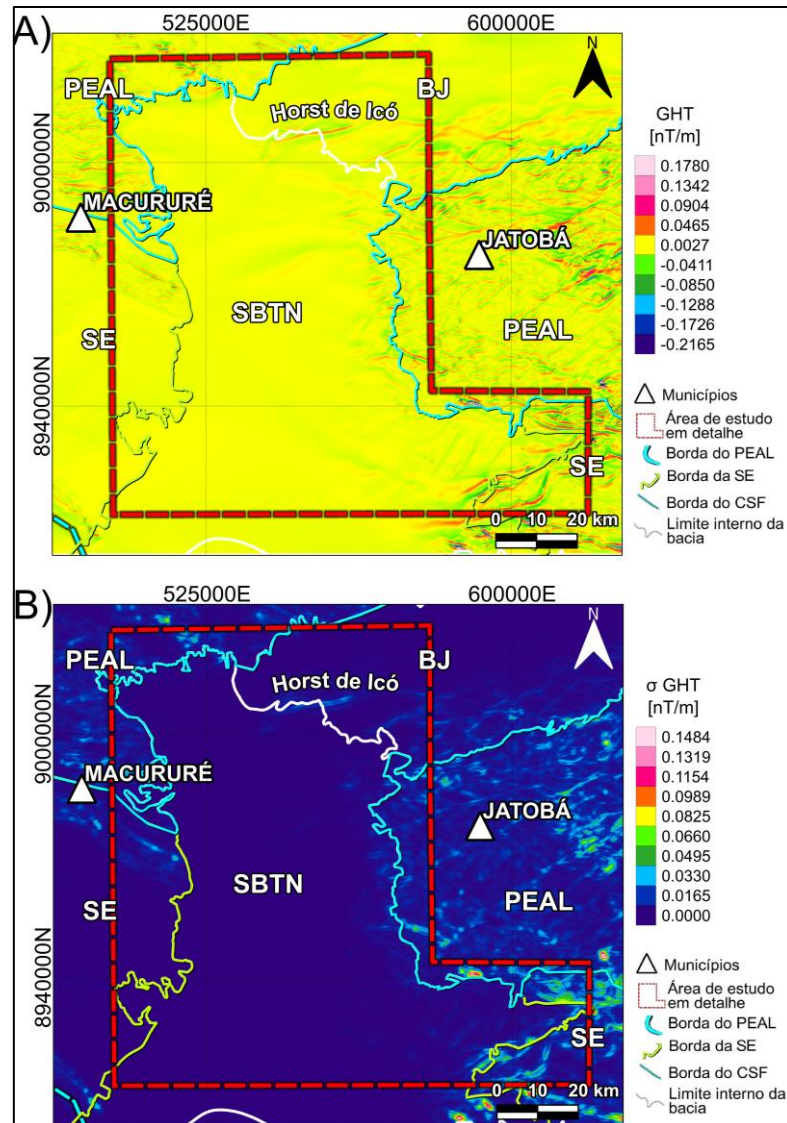 A)
525000E
600000E
N
PEAL
BJ
Horst de Icó
9000000N
MACURURÉ
JATOBÁ
SBTN
PEAL
SE
8940000N
SE
0 10 20 km
GHT
[nT/m]
0.1780
0.1342
0.0904
0.0465
0.0027
-0.0411
-0.0850
-0.1288
-0.1726
-0.2165
Municípios
Área de estudo
em detalhe
Borda do PEAL
Borda da SE
Borda do CSF
Limite interno da
bacia
B)
525000E
600000E
N
PEAL
BJ
Horst de Icó
9000000N
MACURURÉ
JATOBÁ
SBTN
PEAL
SE
8940000N
SE
0 10 20 km
σ GHT
[nT/m]
0.1484
0.1319
0.1154
0.0989
0.0825
0.0660
0.0495
0.0330
0.0165
0.0000
Municípios
Área de estudo
em detalhe
Borda do PEAL
Borda da SE
Borda do CSF
Limite interno da
bacia